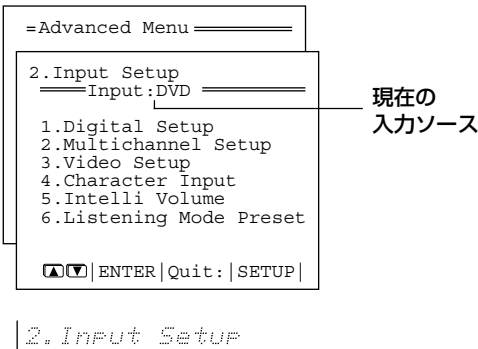 =Advanced Menu
2.Input Setup
Input:DVD
1.Digital Setup
2.Multichannel Setup
3.Video Setup
4.Character Input
5.Intelli Volume
6.Listening Mode Preset
▲▼|ENTER|Quit:|SETUP|
現在の
入力ソース
2.Input Setup